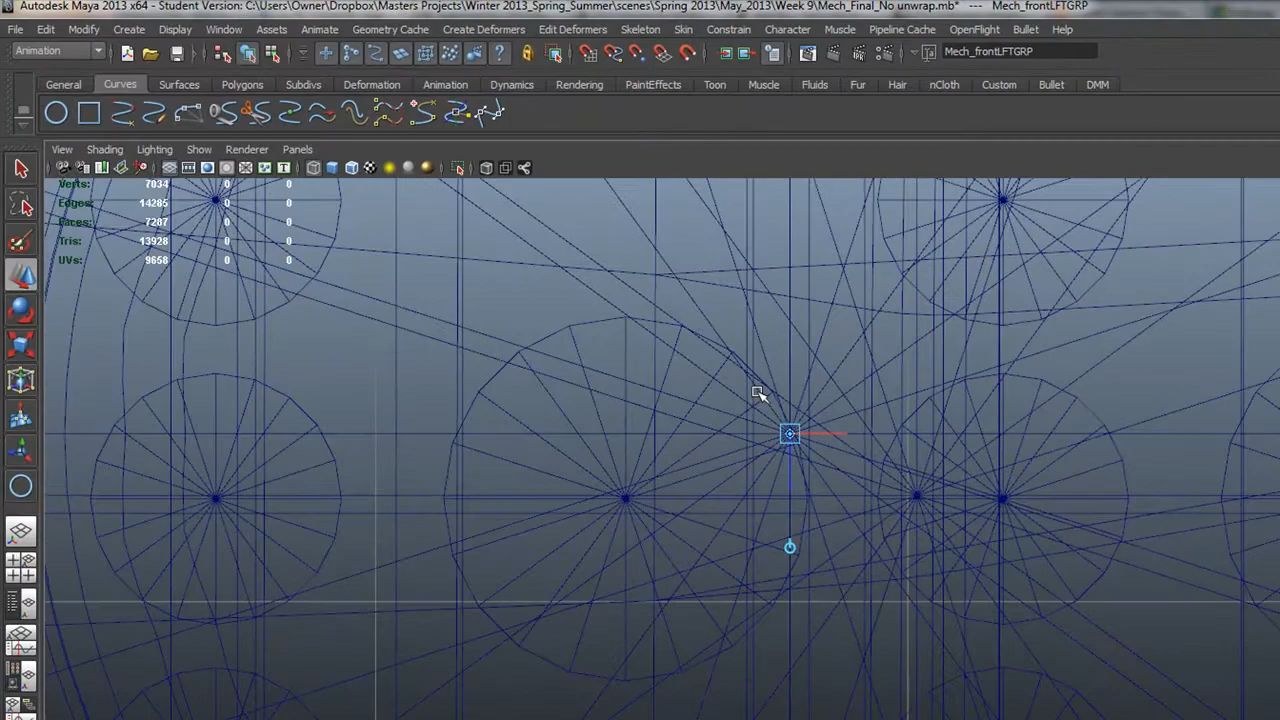 Autodesk Maya 2013 x64 - Student Version: C:\Users\Owner\Dropbox\Masters Projects\Winter 2013_Spring_Summer\scenes\Spring 2013\May_2013\Week 9\Mech_Final_No unwrap.mb* --- Mech_frontLFTGRP
File Edit Modify Create Display Window Assets Animate Geometry Cache Create Deformers Edit Deformers Skeleton Skin Constrain Character Muscle Pipeline Cache OpenFlight Bullet Help
Animation Mech_frontLFTGRP
General Curves Surfaces Polygons Subdivs Deformation Animation Dynamics Rendering PaintEffects Toon Muscle Fluids Fur Hair nCloth Custom Bullet DMM
View Shading Lighting Show Renderer Panels
Verts: 7034 0 0
Edges: 14285 0 0
Faces: 7287 0 0
Tris: 13928 0 0
UVs: 9658 0 0